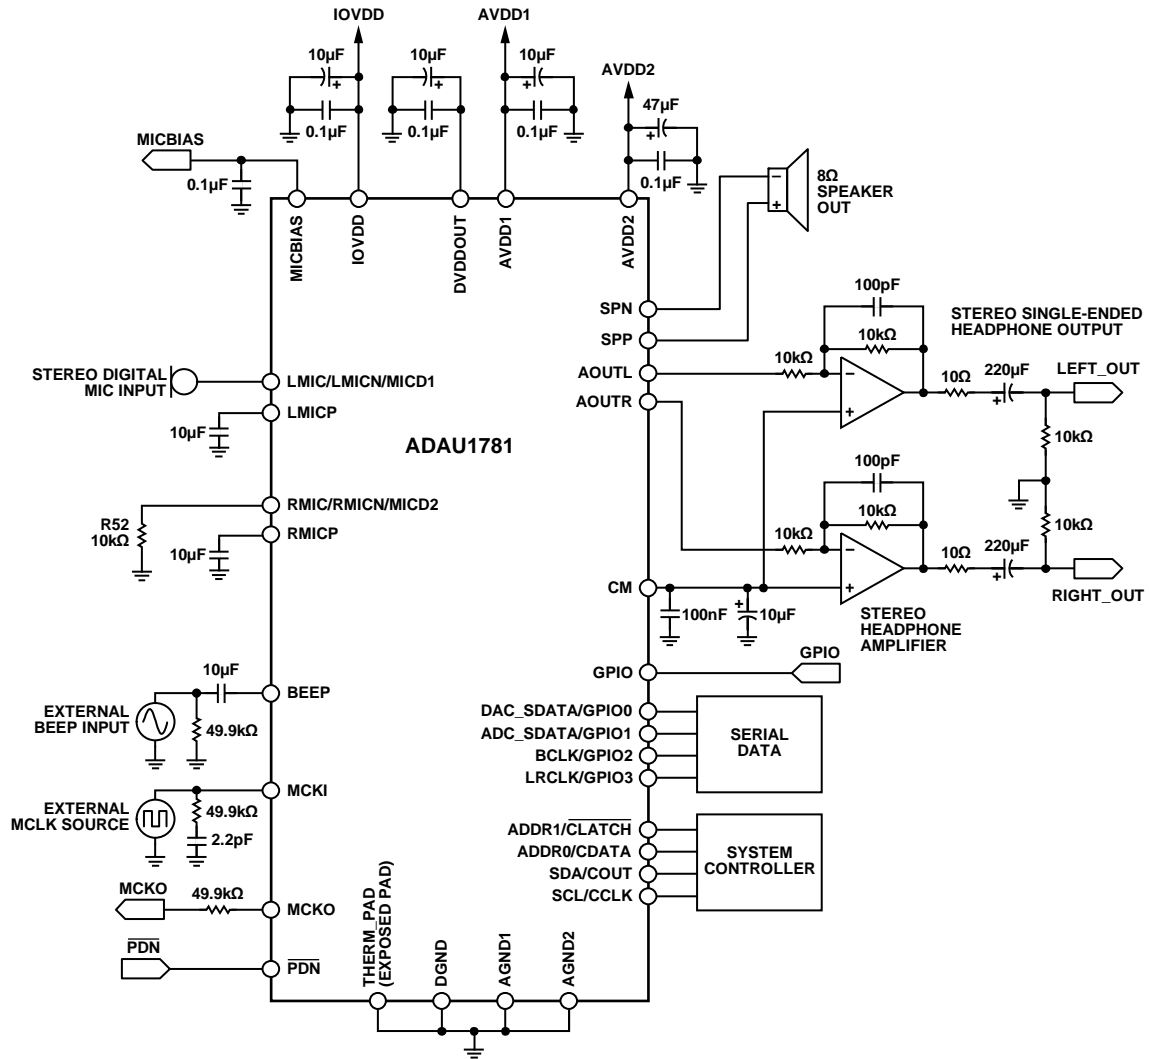 IOVDD
AVDD1
AVDD2
10µF
10µF
10µF
47µF
0.1µF
0.1µF
0.1µF
0.1µF
MICBIAS
0.1µF
8Ω
SPEAKER
OUT
−
+
MICBIAS
IOVDD
DVDDOUT
AVDD1
AVDD2
SPN
SPP
AOUTL
AOUTR
100pF
10kΩ
10kΩ
STEREO SINGLE-ENDED
HEADPHONE OUTPUT
10Ω
220µF
LEFT_OUT
10kΩ
STEREO DIGITAL
MIC INPUT
LMIC/LMICN/MICD1
LMICP
10µF
ADAU1781
100pF
10kΩ
10kΩ
10kΩ
10Ω
220µF
RIGHT_OUT
R52
10kΩ
RMIC/RMICN/MICD2
RMICP
10µF
CM
100nF
10µF
STEREO
HEADPHONE
AMPLIFIER
GPIO
GPIO
EXTERNAL
BEEP INPUT
10µF
49.9kΩ
BEEP
DAC_SDATA/GPIO0
ADC_SDATA/GPIO1
BCLK/GPIO2
LRCLK/GPIO3
SERIAL
DATA
EXTERNAL
MCLK SOURCE
49.9kΩ
2.2pF
MCKI
ADDR1/CLATCH
ADDR0/CDATA
SDA/COUT
SCL/CCLK
SYSTEM
CONTROLLER
MCKO
49.9kΩ
MCKO
PDN
PDN
THERM_PAD
(EXPOSED PAD)
DGND
AGND1
AGND2